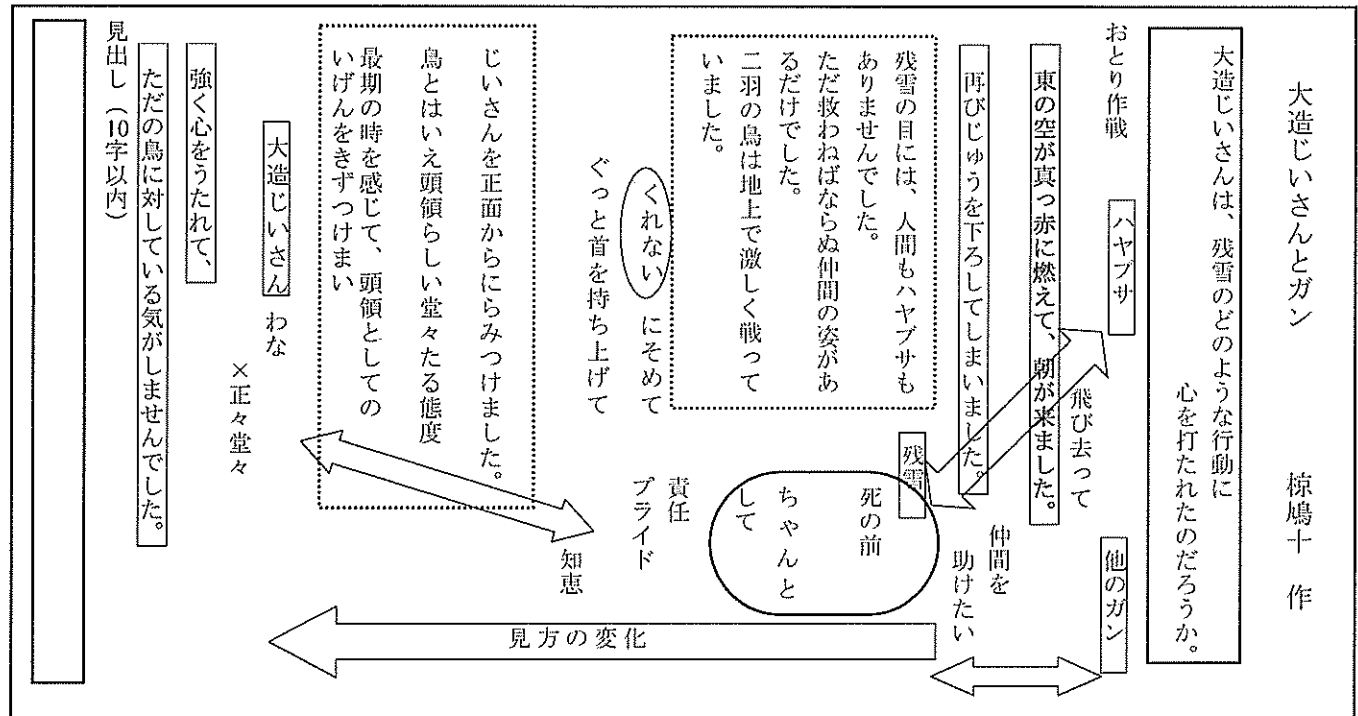 大造じいさんとガン
椋鳩十　作
大造じいさんは、残雪のどのような行動に
心を打たれたのだろうか。
おとり作戦
ハヤブサ
他のガン
東の空が真っ赤に燃えて、朝が来ました。
飛び去って
再びじゅうを下ろしてしまいました。
仲間を
助けたい
残雪
残雪の目には、人間もハヤブサも
ありませんでした。
ただ救わねばならぬ仲間の姿があ
るだけでした。
二羽の鳥は地上で激しく戦って
いました。
死の前
ちゃんと
して
くれない にそめて
ぐっと首を持ち上げて
責任
プライド
知恵
じいさんを正面からにらみつけました。
鳥とはいえ頭領らしい堂々たる態度
最期の時を感じて、頭領としての
いげんをきずつけまい
見方の変化
大造じいさん わな
×正々堂々
強く心をうたれて、
ただの鳥に対している気がしませんでした。
見出し（10字以内）